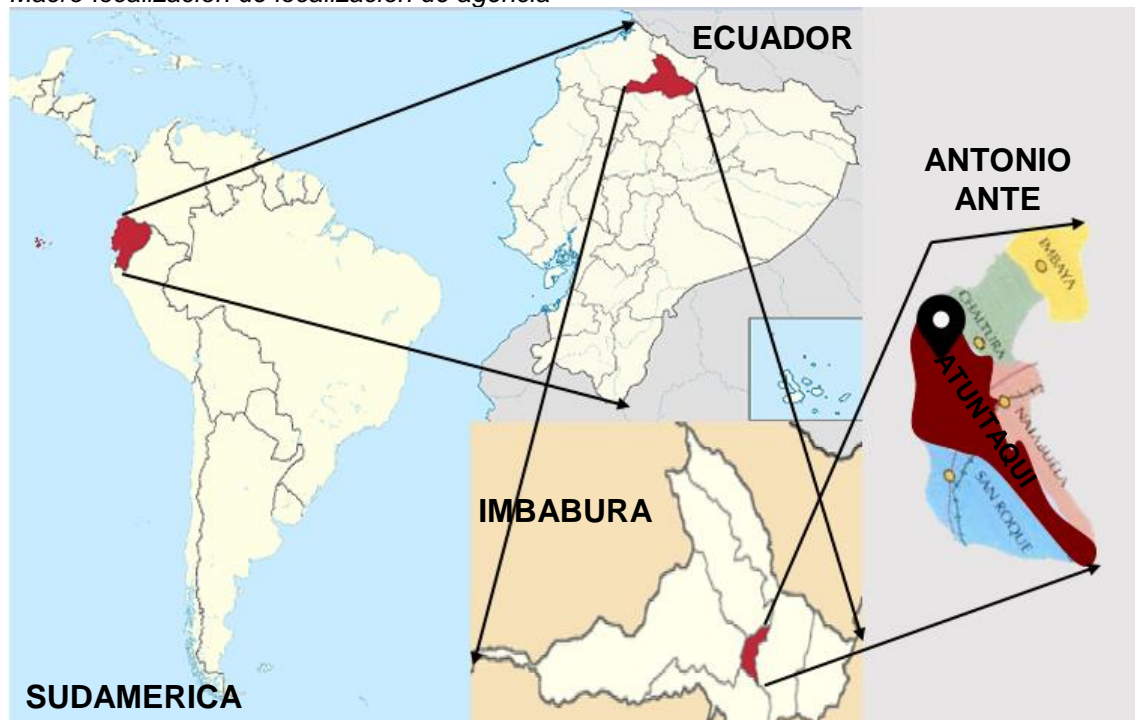 Macro localización de localización de agencia
ECUADOR
ANTONIO
ANTE
IMBAYA
CHALTURA
ATUNTAQUI
NATABUELA
SAN ROQUE
IMBABURA
SUDAMERICA